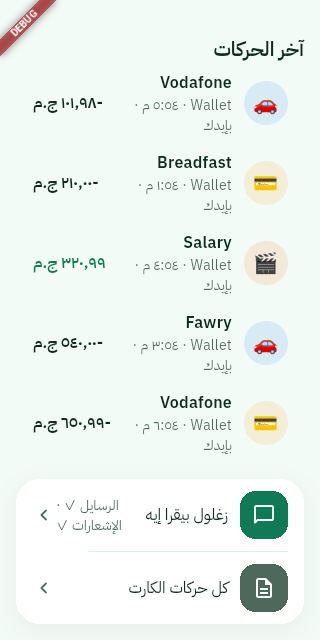 DEBUG
آخر الحركات
Vodafone
Wallet · ٥:٥٤ م ·
بإيدك
-١٠١,٩٨ ج.م
Breadfast
Wallet · ١:٥٤ م ·
بإيدك
-٢١٠,٠٠ ج.م
Salary
Wallet · ٤:٥٤ م ·
بإيدك
٣٢٠,٩٩ ج.م
Fawry
Wallet · ٣:٥٤ م ·
بإيدك
-٥٤٠,٠٠ ج.م
Vodafone
Wallet · ٦:٥٤ م ·
بإيدك
-٦٥٠,٩٩ ج.م
زغلول بيقرا إيه
الرسايل ✓ ·
الإشعارات ✓
كل حركات الكارت